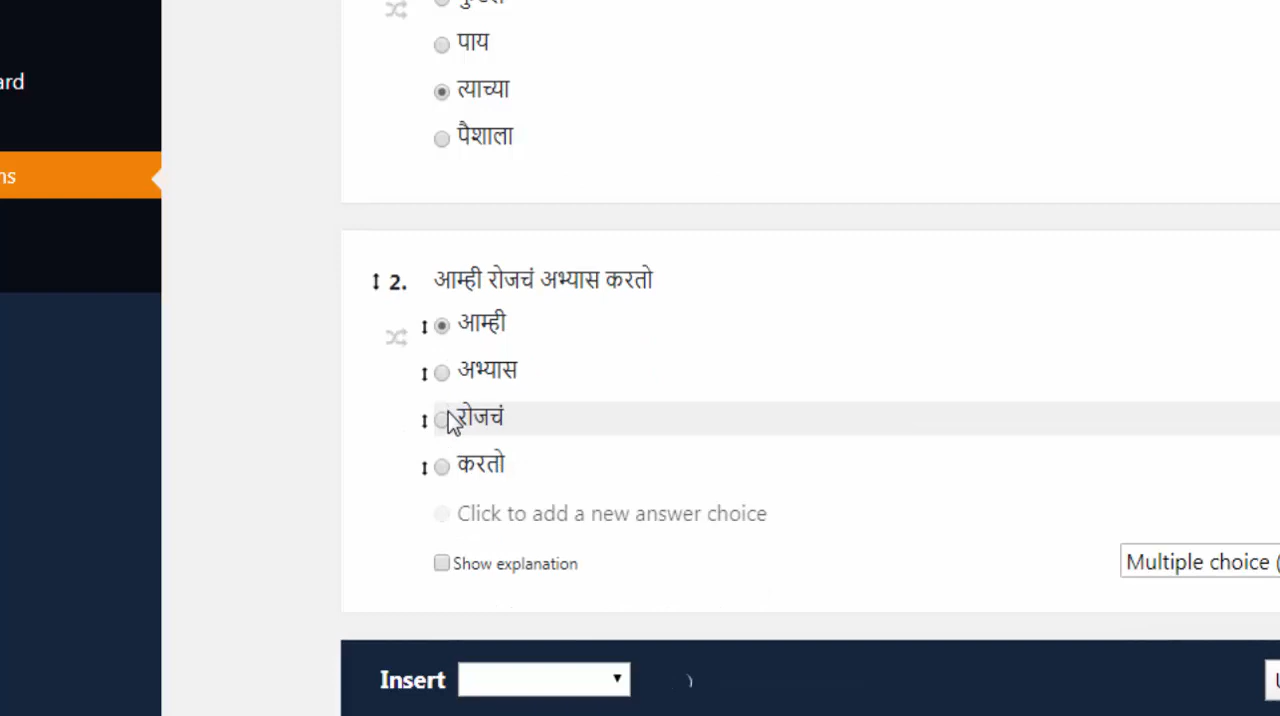 पाय
ard
त्याच्या
पैशाला
ns
2. आम्ही रोजचं अभ्यास करतो
आम्ही
अभ्यास
रोजचं
करतो
Click to add a new answer choice
Show explanation
Multiple choice (
Insert